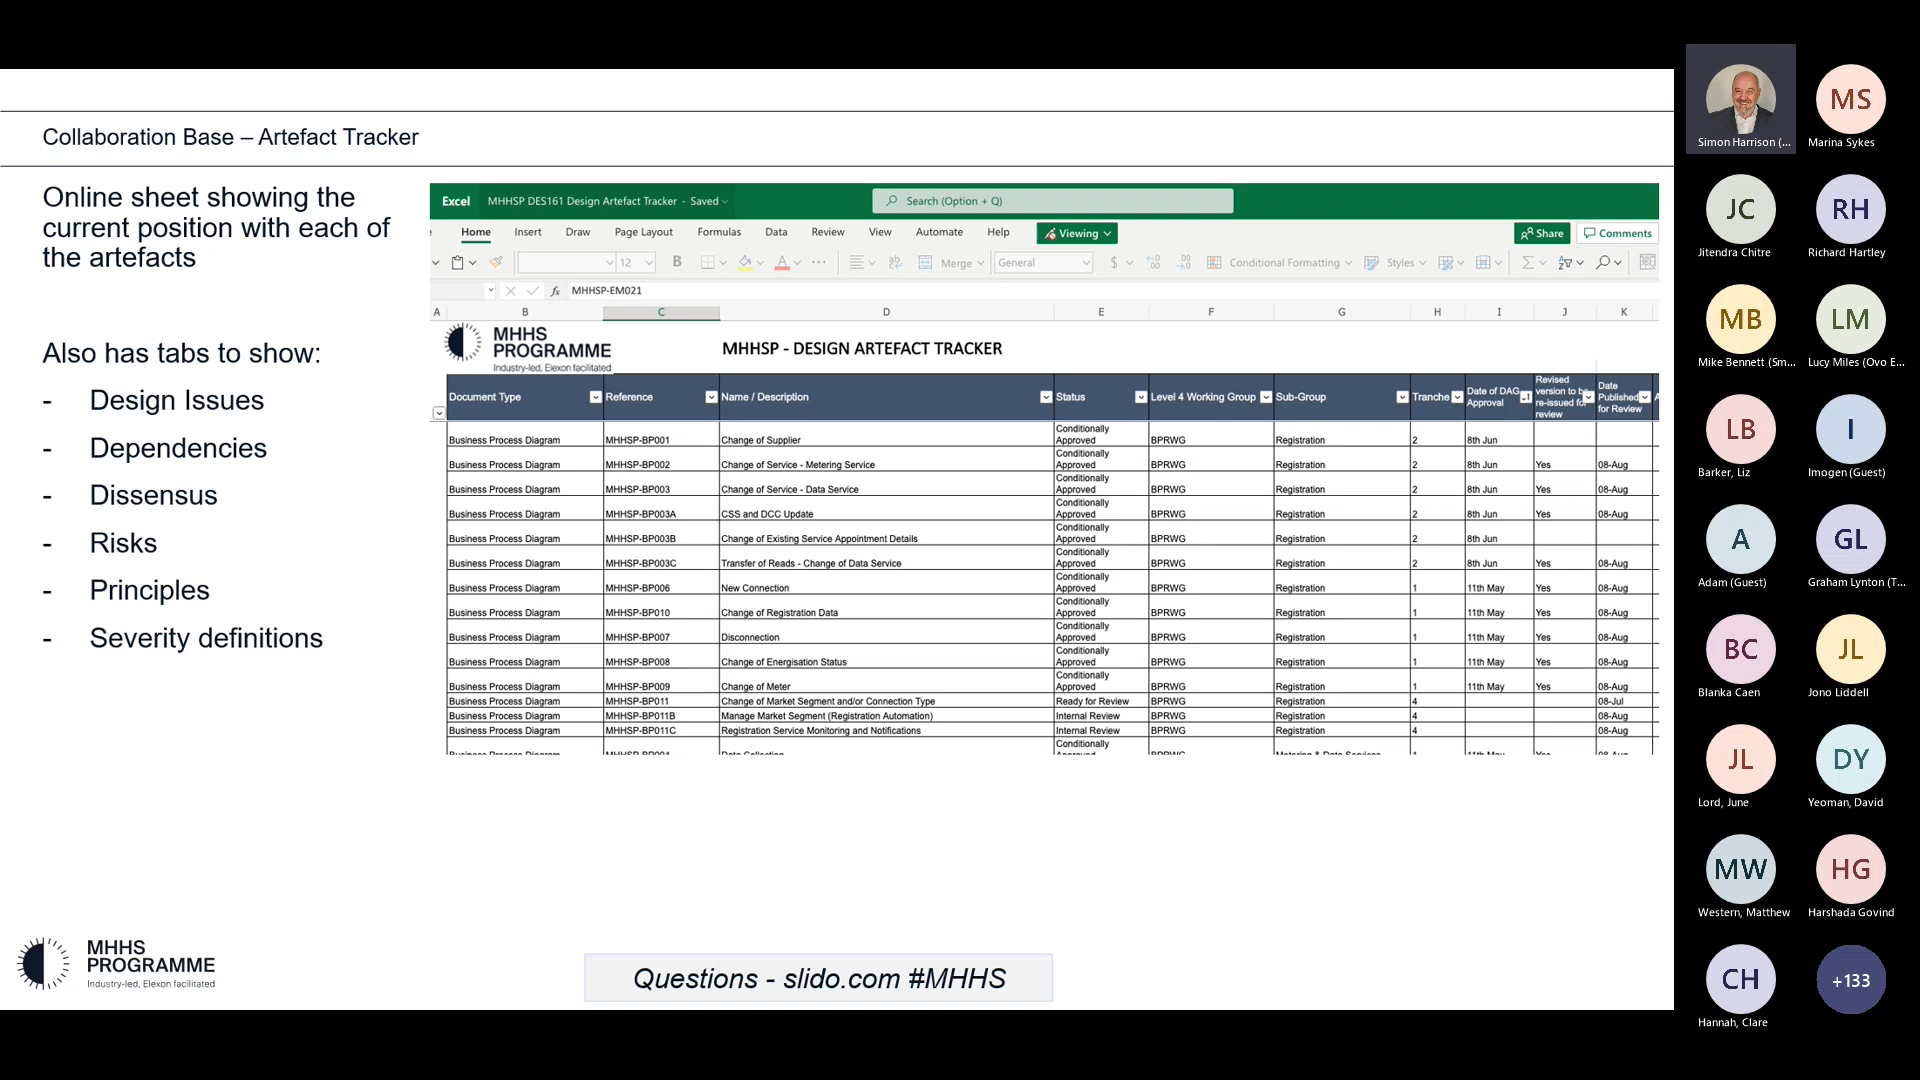 Collaboration Base – Artefact Tracker
Online sheet showing the
current position with each of
the artefacts
Also has tabs to show:
- Design Issues
- Dependencies
- Dissensus
- Risks
- Principles
- Severity definitions
Excel MHHSP DES161 Design Artefact Tracker - Saved
Search (Option + Q)
Home Insert Draw Page Layout Formulas Data Review View Automate Help Viewing Share Comments
12 B A Merge General $ Conditional Formatting Styles
fx MHHSP-EM021
A B C D E F G H I J K
MHHS
PROGRAMME
Industry-led, Elexon facilitated
MHHSP - DESIGN ARTEFACT TRACKER
Document Type Reference Name / Description Status Level 4 Working Group Sub-Group Tranche Date of DAG Approval Revised version to be re-issued for review Date Published for Review
Business Process Diagram MHHSP-BP001 Change of Supplier Conditionally Approved BPRWG Registration 2 8th Jun
Business Process Diagram MHHSP-BP002 Change of Service - Metering Service Conditionally Approved BPRWG Registration 2 8th Jun Yes 08-Aug
Business Process Diagram MHHSP-BP003 Change of Service - Data Service Conditionally Approved BPRWG Registration 2 8th Jun Yes 08-Aug
Business Process Diagram MHHSP-BP003A CSS and DCC Update Conditionally Approved BPRWG Registration 2 8th Jun Yes 08-Aug
Business Process Diagram MHHSP-BP003B Change of Existing Service Appointment Details Conditionally Approved BPRWG Registration 2 8th Jun
Business Process Diagram MHHSP-BP003C Transfer of Reads - Change of Data Service Conditionally Approved BPRWG Registration 2 8th Jun Yes 08-Aug
Business Process Diagram MHHSP-BP006 New Connection Conditionally Approved BPRWG Registration 1 11th May Yes 08-Aug
Business Process Diagram MHHSP-BP010 Change of Registration Data Conditionally Approved BPRWG Registration 1 11th May Yes 08-Aug
Business Process Diagram MHHSP-BP007 Disconnection Conditionally Approved BPRWG Registration 1 11th May Yes 08-Aug
Business Process Diagram MHHSP-BP008 Change of Energisation Status Conditionally Approved BPRWG Registration 1 11th May Yes 08-Aug
Business Process Diagram MHHSP-BP009 Change of Meter Conditionally Approved BPRWG Registration 1 11th May Yes 08-Aug
Business Process Diagram MHHSP-BP011 Change of Market Segment and/or Connection Type Ready for Review BPRWG Registration 4 08-Jul
Business Process Diagram MHHSP-BP011B Manage Market Segment (Registration Automation) Internal Review BPRWG Registration 4 08-Aug
Business Process Diagram MHHSP-BP011C Registration Service Monitoring and Notifications Internal Review BPRWG Registration 4 08-Aug
Conditionally
MHHS
PROGRAMME
Industry-led, Elexon facilitated
Questions - slido.com #MHHS
Simon Harrison (...
MS
Marina Sykes
JC
Jitendra Chitre
RH
Richard Hartley
MB
Mike Bennett (Sm...
LM
Lucy Miles (Ovo E...
LB
Barker, Liz
I
Imogen (Guest)
A
Adam (Guest)
GL
Graham Lynton (T...
BC
Blanka Caen
JL
Jono Liddell
JL
Lord, June
DY
Yeoman, David
MW
Western, Matthew
HG
Harshada Govind
CH
Hannah, Clare
+133